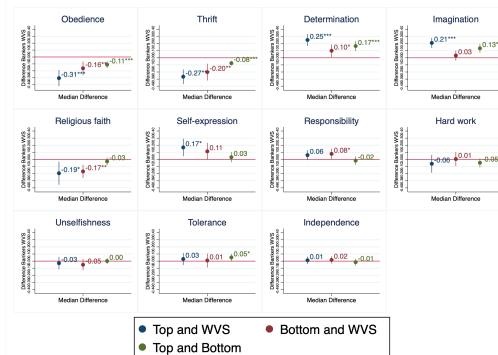 Obedience
Thrift
Determination
Imagination
Difference Bankers WVS
-0.31***
-0.16**
-0.11***
Median Difference
Difference Bankers WVS
-0.27**
-0.20**
-0.08***
Median Difference
Difference Bankers WVS
0.25***
0.10*
0.17***
Median Difference
Difference Bankers WVS
0.21***
0.03
0.13*
Median Difference
Religious faith
Self-expression
Responsibility
Hard work
Difference Bankers WVS
-0.19*
-0.17**
-0.03
Median Difference
Difference Bankers WVS
0.17*
0.11
0.03
Median Difference
Difference Bankers WVS
0.06
0.08*
-0.02
Median Difference
Difference Bankers WVS
-0.06
0.01
-0.05
Median Difference
Unselfishness
Tolerance
Independence
Difference Bankers WVS
-0.03
-0.05
0.00
Median Difference
Difference Bankers WVS
0.03
0.01
0.05*
Median Difference
Difference Bankers WVS
0.01
0.02
-0.01
Median Difference
Top and WVS
Bottom and WVS
Top and Bottom